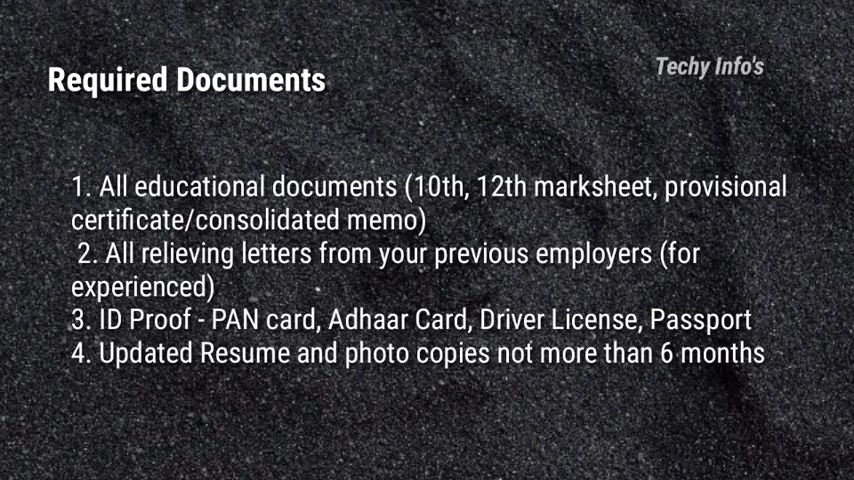 Required Documents
Techy Info's
1. All educational documents (10th, 12th marksheet, provisional
certificate/consolidated memo)
2. All relieving letters from your previous employers (for
experienced)
3. ID Proof - PAN card, Adhaar Card, Driver License, Passport
4. Updated Resume and photo copies not more than 6 months